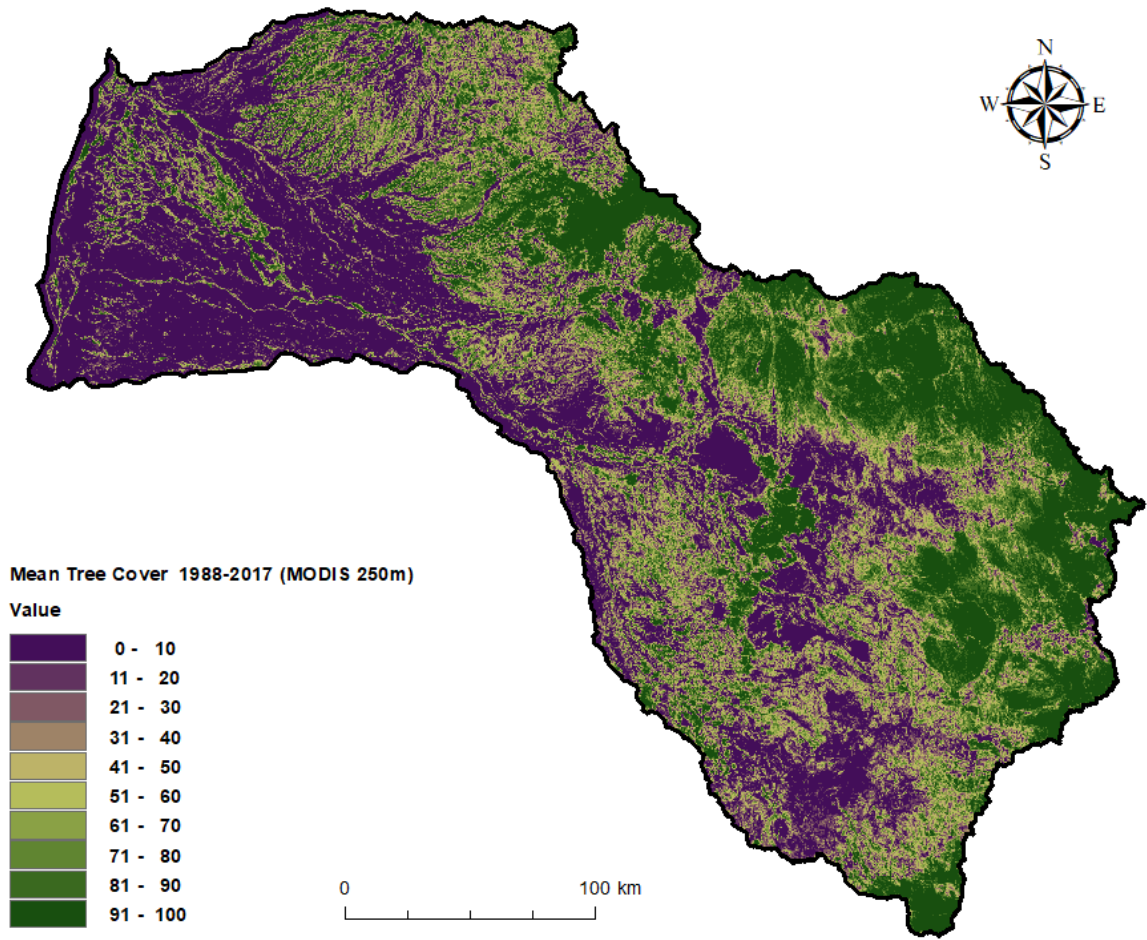 N
W E
S
Mean Tree Cover 1988-2017 (MODIS 250m)
Value
0 - 10
11 - 20
21 - 30
31 - 40
41 - 50
51 - 60
61 - 70
71 - 80
81 - 90
91 - 100
0 100 km